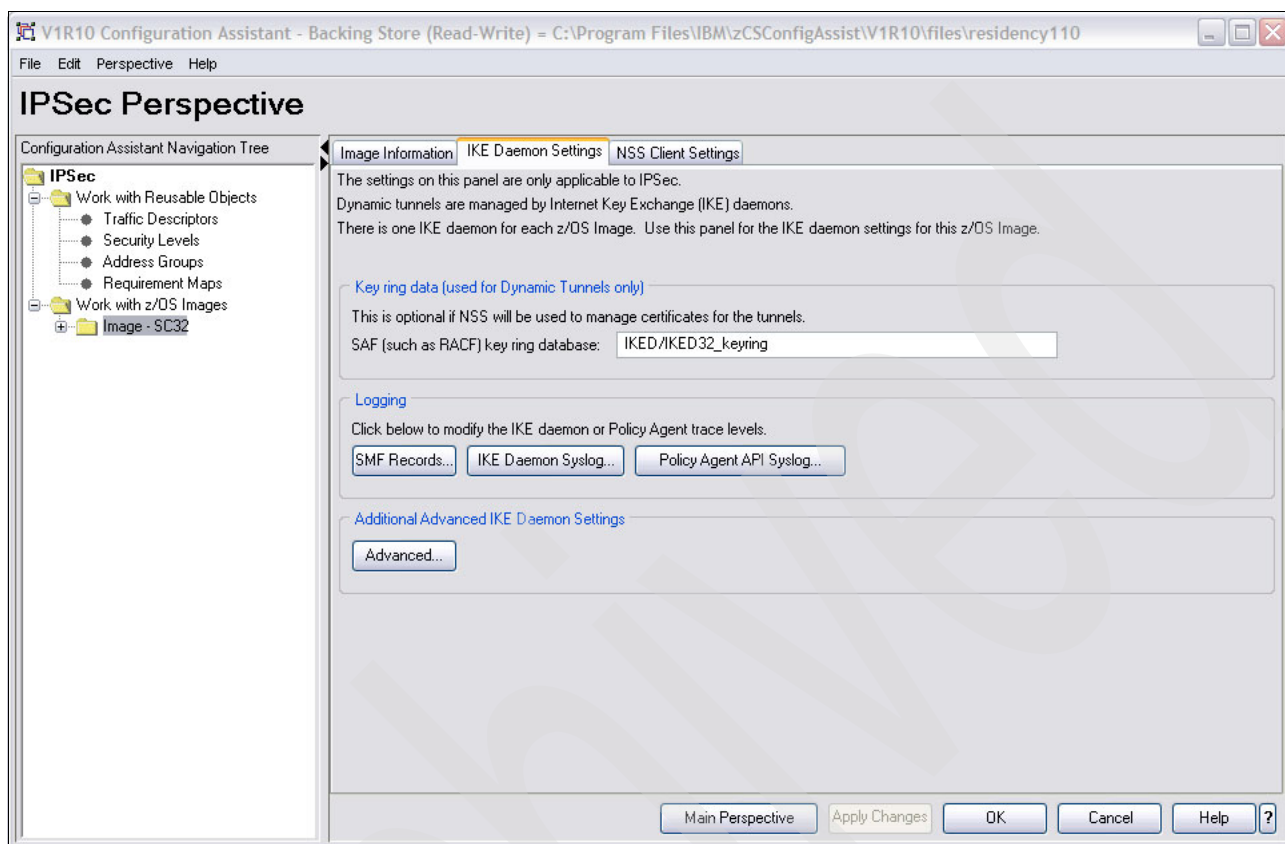 V1R10 Configuration Assistant - Backing Store (Read-Write) = C:\Program Files\IBM\zCSConfigAssist\V1R10\files\residency110
File Edit Perspective Help
IPSec Perspective
Configuration Assistant Navigation Tree
IPSec
Work with Reusable Objects
Traffic Descriptors
Security Levels
Address Groups
Requirement Maps
Work with z/OS Images
Image - SC32
Image Information IKE Daemon Settings NSS Client Settings
The settings on this panel are only applicable to IPSec.
Dynamic tunnels are managed by Internet Key Exchange (IKE) daemons.
There is one IKE daemon for each z/OS Image. Use this panel for the IKE daemon settings for this z/OS Image.
Key ring data (used for Dynamic Tunnels only)
This is optional if NSS will be used to manage certificates for the tunnels.
SAF (such as RACF) key ring database: IKED/IKED32_keyring
Logging
Click below to modify the IKE daemon or Policy Agent trace levels.
SMF Records... IKE Daemon Syslog... Policy Agent API Syslog...
Additional Advanced IKE Daemon Settings
Advanced...
Main Perspective Apply Changes OK Cancel Help ?